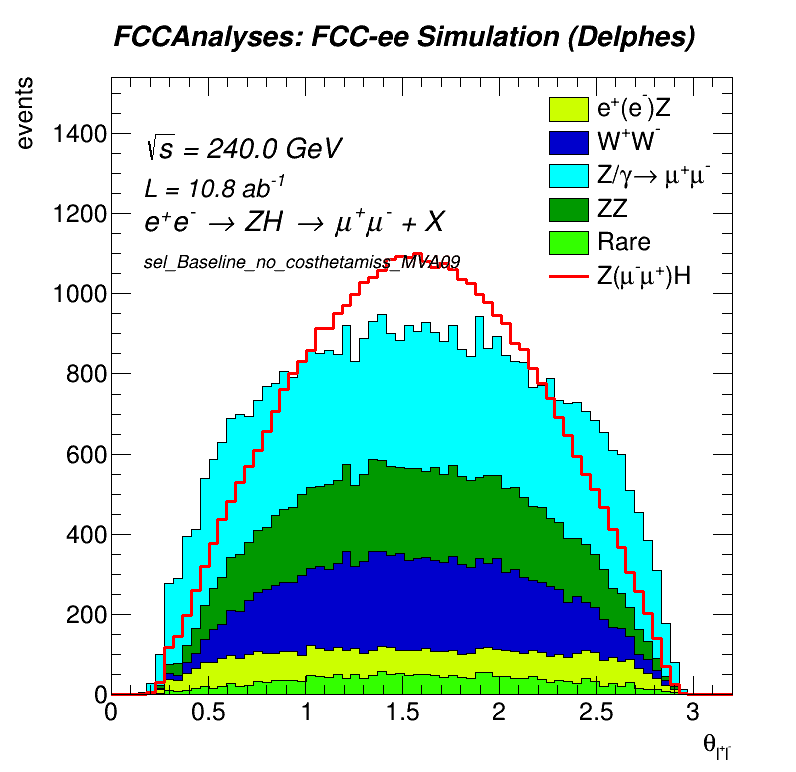 FCCAnalyses: FCC-ee Simulation (Delphes)
events
√s = 240.0 GeV
L = 10.8 ab⁻¹
e⁺e⁻ → ZH → μ⁺μ⁻ + X
sel_Baseline_no_costhetamiss_MVA09
e⁺(e⁻)Z
W⁺W⁻
Z/γ→ μ⁺μ⁻
ZZ
Rare
Z(μ⁻μ⁺)H
1400
1200
1000
800
600
400
200
0
0 0.5 1 1.5 2 2.5 3
θ_l⁺l⁻